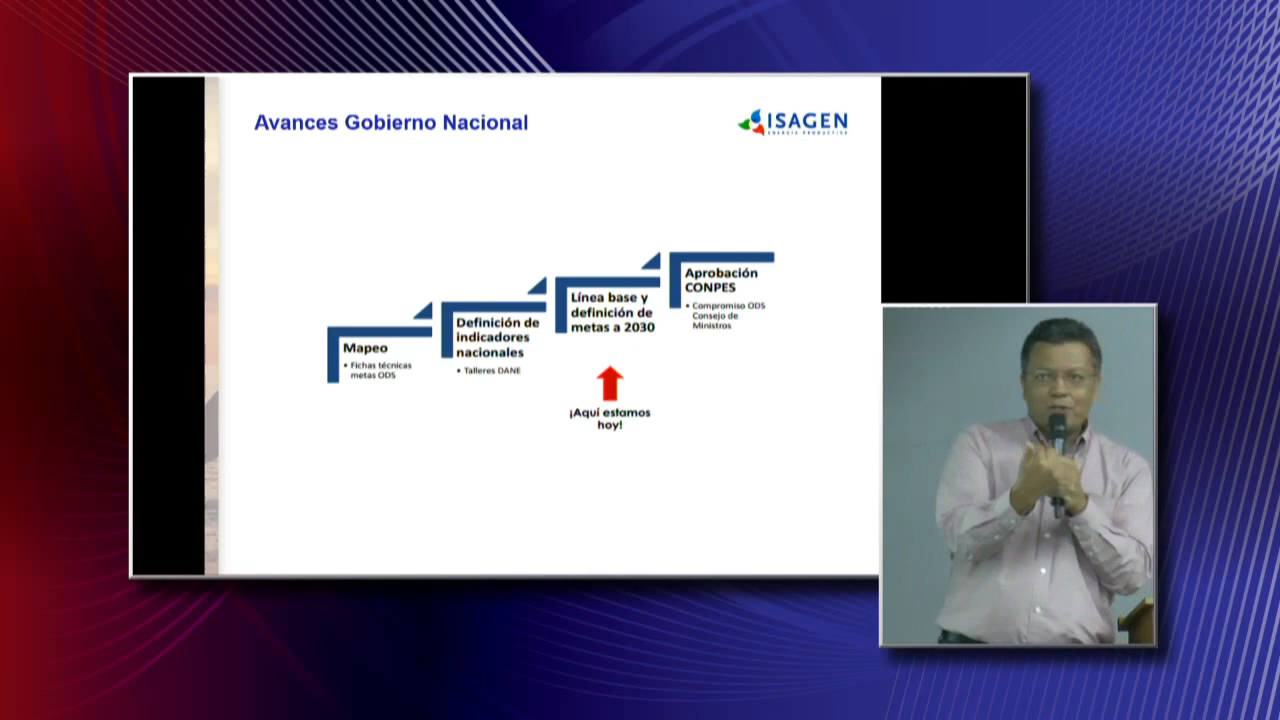 Avances Gobierno Nacional
ISAGEN
ENERGÍA PRODUCTIVA
Mapeo
• Fichas técnicas
metas ODS
Definición de
indicadores
nacionales
• Talleres DANE
Línea base y
definición de
metas a 2030
¡Aquí estamos
hoy!
Aprobación
CONPES
• Compromiso ODS
Consejo de
Ministros